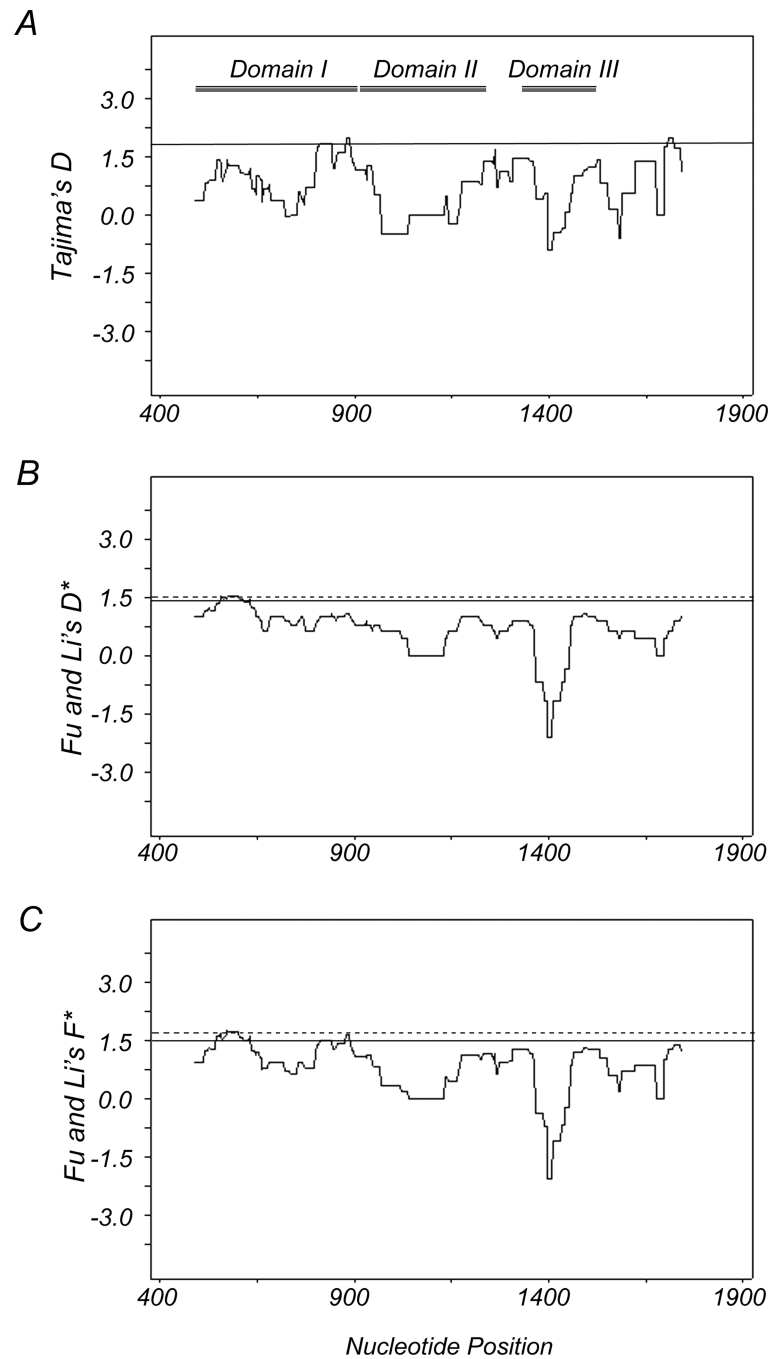 A
Domain I Domain II Domain III
Tajima's D
3.0
1.5
0.0
-1.5
-3.0
400 900 1400 1900
B
Fu and Li's D*
3.0
1.5
0.0
-1.5
-3.0
400 900 1400 1900
C
Fu and Li's F*
3.0
1.5
0.0
-1.5
-3.0
400 900 1400 1900
Nucleotide Position